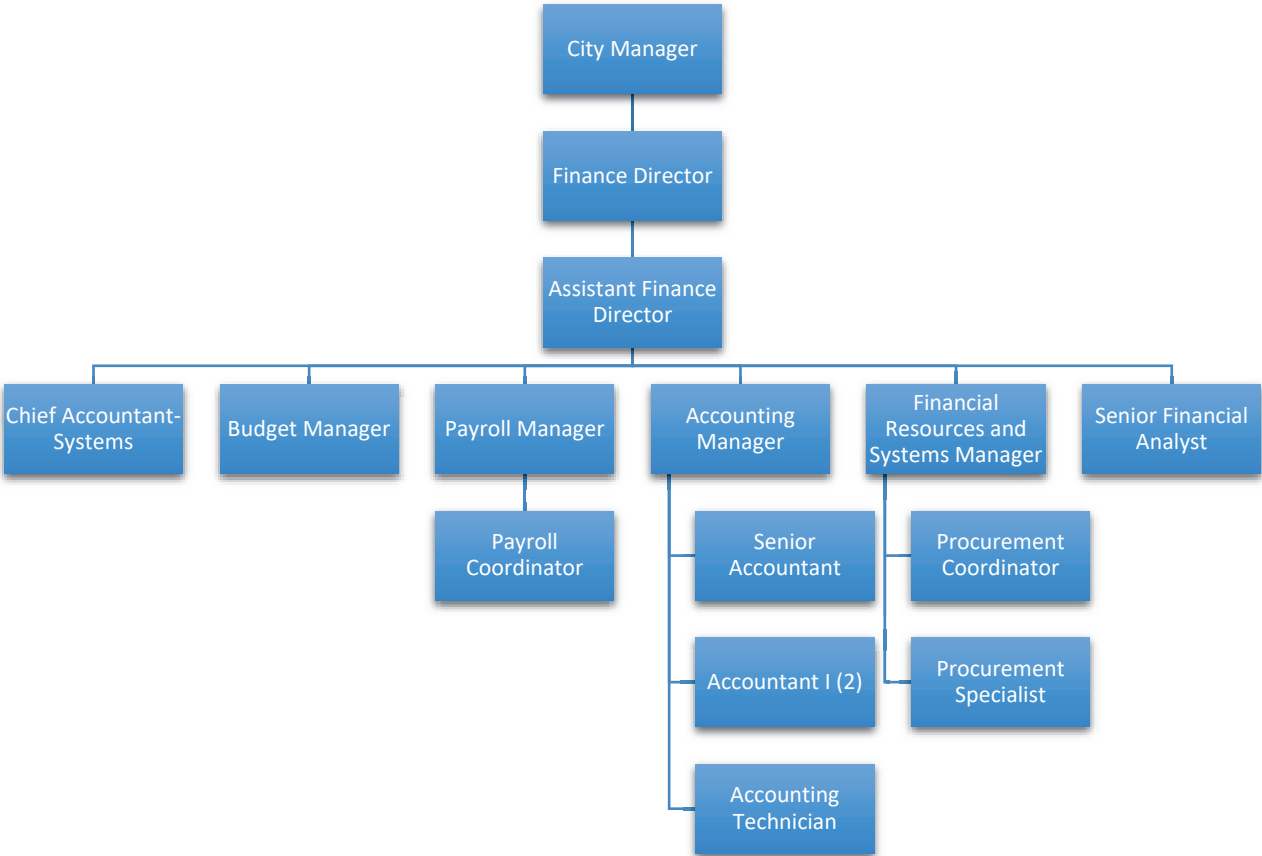 City Manager
Finance Director
Assistant Finance
Director
Chief Accountant-
Systems
Budget Manager
Payroll Manager
Accounting
Manager
Financial
Resources and
Systems Manager
Senior Financial
Analyst
Payroll
Coordinator
Senior
Accountant
Procurement
Coordinator
Accountant I (2)
Procurement
Specialist
Accounting
Technician